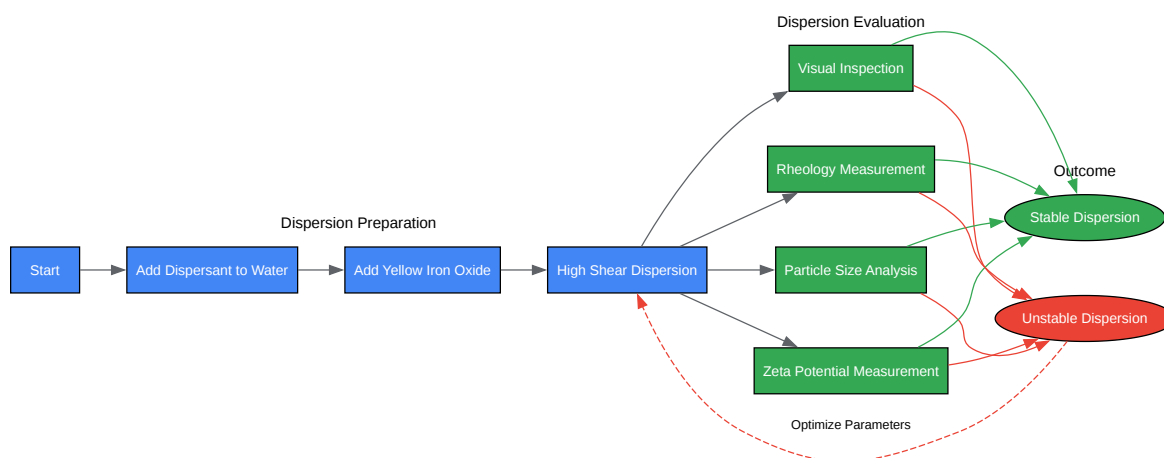 Dispersion Evaluation
Visual Inspection
Rheology Measurement
Outcome
Stable Dispersion
Dispersion Preparation
Start
Add Dispersant to Water
Add Yellow Iron Oxide
High Shear Dispersion
Particle Size Analysis
Unstable Dispersion
Zeta Potential Measurement
Optimize Parameters